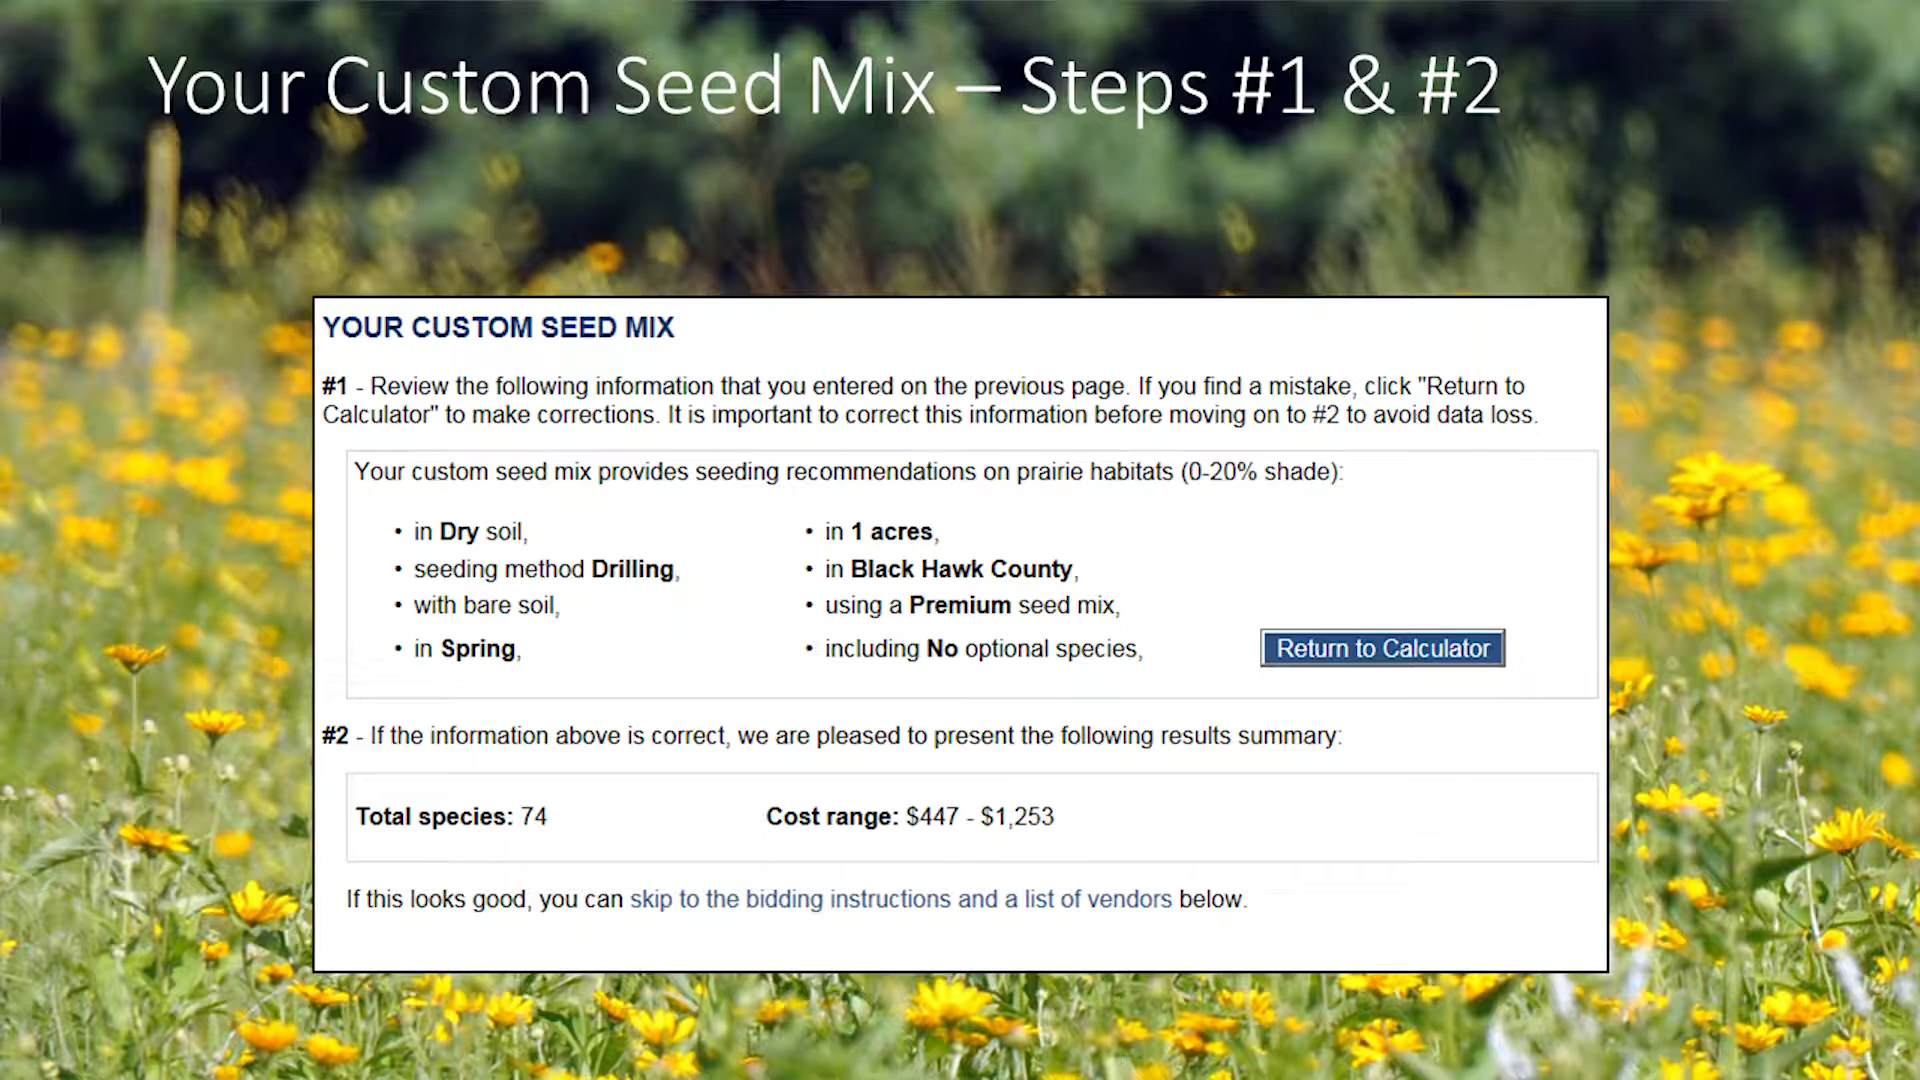 Your Custom Seed Mix – Steps #1 & #2
YOUR CUSTOM SEED MIX
#1 - Review the following information that you entered on the previous page. If you find a mistake, click "Return to
Calculator" to make corrections. It is important to correct this information before moving on to #2 to avoid data loss.
Your custom seed mix provides seeding recommendations on prairie habitats (0-20% shade):
• in Dry soil,
• seeding method Drilling,
• with bare soil,
• in Spring,
• in 1 acres,
• in Black Hawk County,
• using a Premium seed mix,
• including No optional species,
Return to Calculator
#2 - If the information above is correct, we are pleased to present the following results summary:
Total species: 74
Cost range: $447 - $1,253
If this looks good, you can skip to the bidding instructions and a list of vendors below.